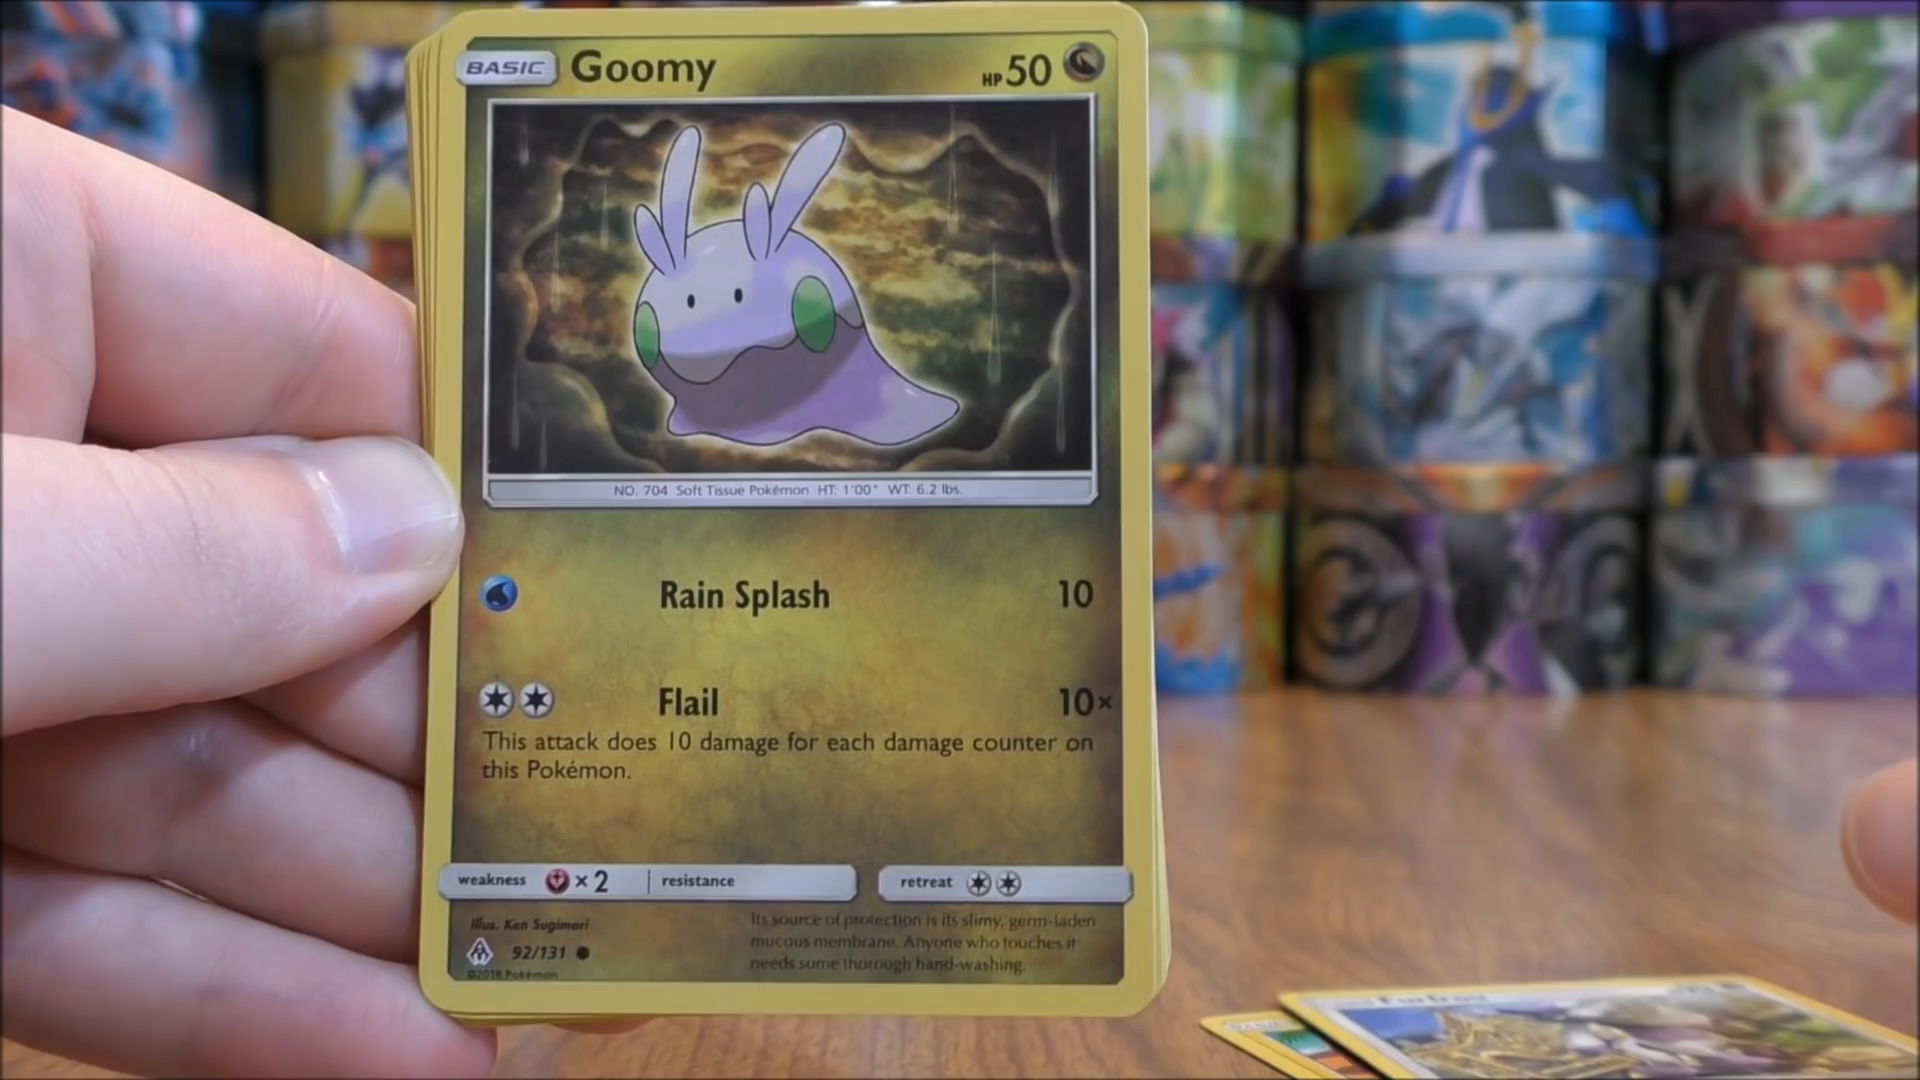 BASIC Goomy HP 50
NO. 704 Soft Tissue Pokémon HT: 1'00" WT: 6.2 lbs.
Rain Splash 10
Flail 10×
This attack does 10 damage for each damage counter on
this Pokémon.
weakness ×2 resistance retreat
Illus. Ken Sugimori
92/131
©2018 Pokémon
Its source of protection is its slimy, germ-laden
mucous membrane. Anyone who touches it
needs some thorough hand-washing.
Furfrou